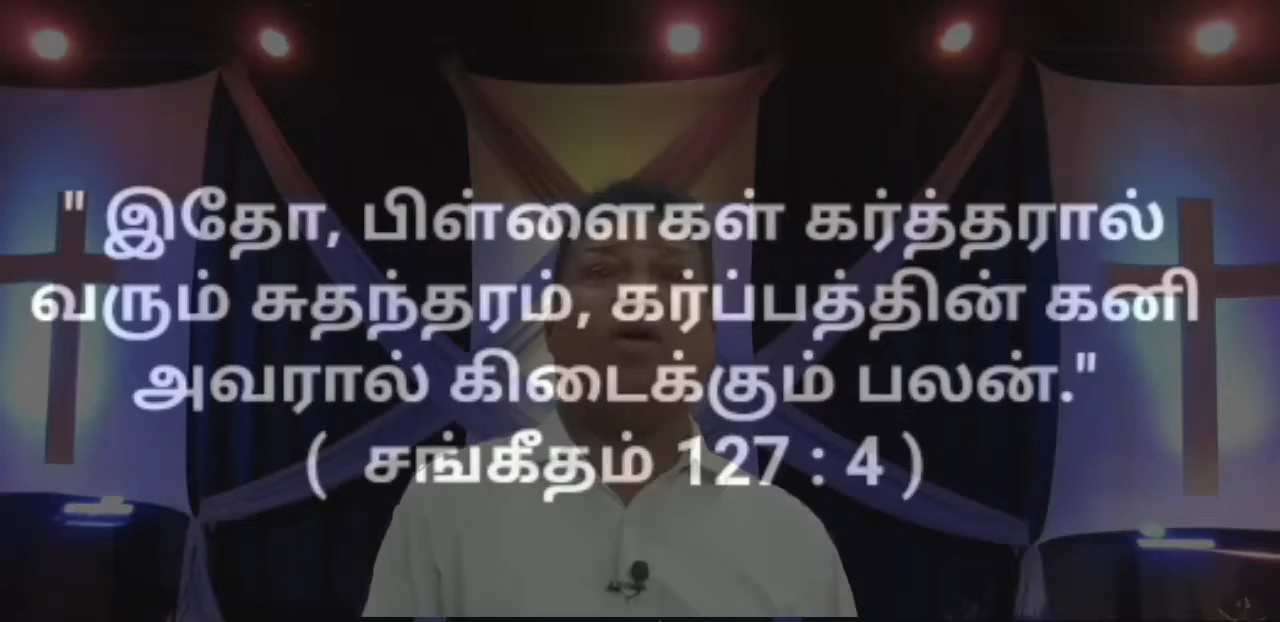 " இதோ, பிள்ளைகள் கர்த்தரால்
வரும் சுதந்தரம், கர்ப்பத்தின் கனி
அவரால் கிடைக்கும் பலன்."
( சங்கீதம் 127 : 4 )